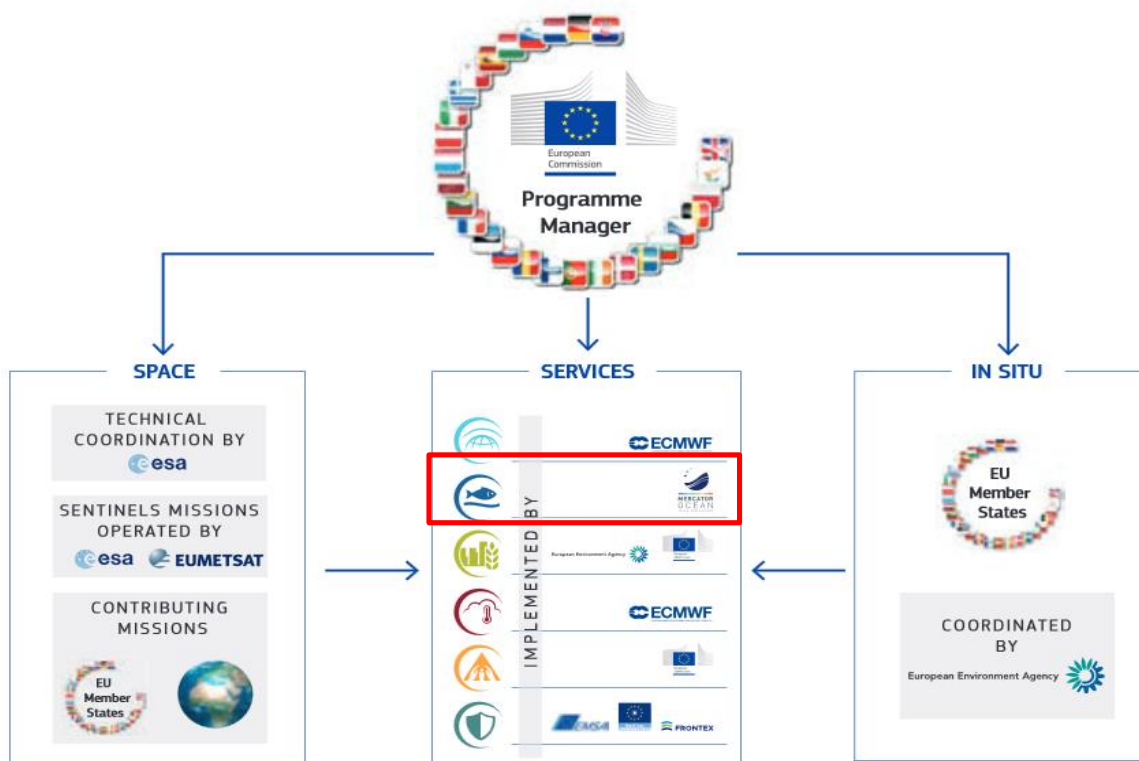 European
Commission
Programme
Manager
SPACE
TECHNICAL
COORDINATION BY
esa
SENTINELS MISSIONS
OPERATED BY
esa EUMETSAT
CONTRIBUTING
MISSIONS
EU
Member
States
SERVICES
IMPLEMENTED BY
ECMWF
MERCATOR
OCEAN
European Environment Agency
ECMWF
EMSA
FRONTEX
IN SITU
EU
Member
States
COORDINATED
BY
European Environment Agency